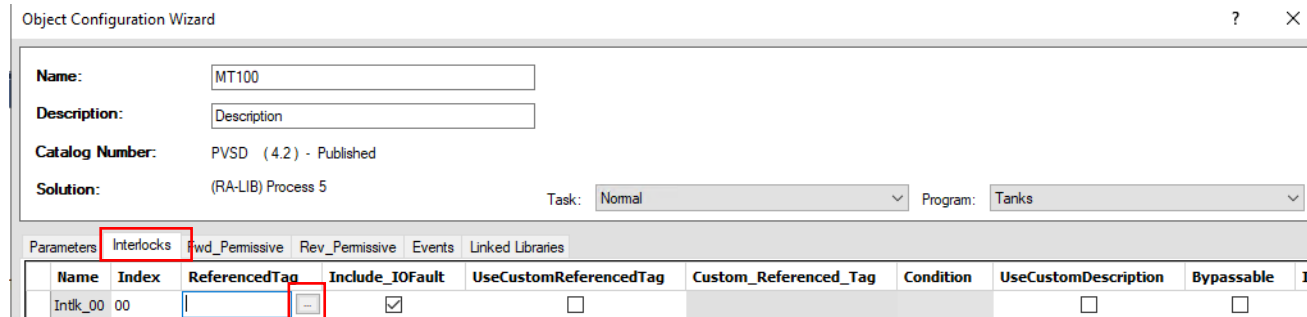 Object Configuration Wizard ? ×
Name: MT100
Description: Description
Catalog Number: PVSD (4.2) - Published
Solution: (RA-LIB) Process 5 Task: Normal Program: Tanks
Parameters Interlocks Fwd_Permissive Rev_Permissive Events Linked Libraries
Name Index ReferencedTag Include_IOFault UseCustomReferencedTag Custom_Referenced_Tag Condition UseCustomDescription Bypassable
Intlk_00 00 ...